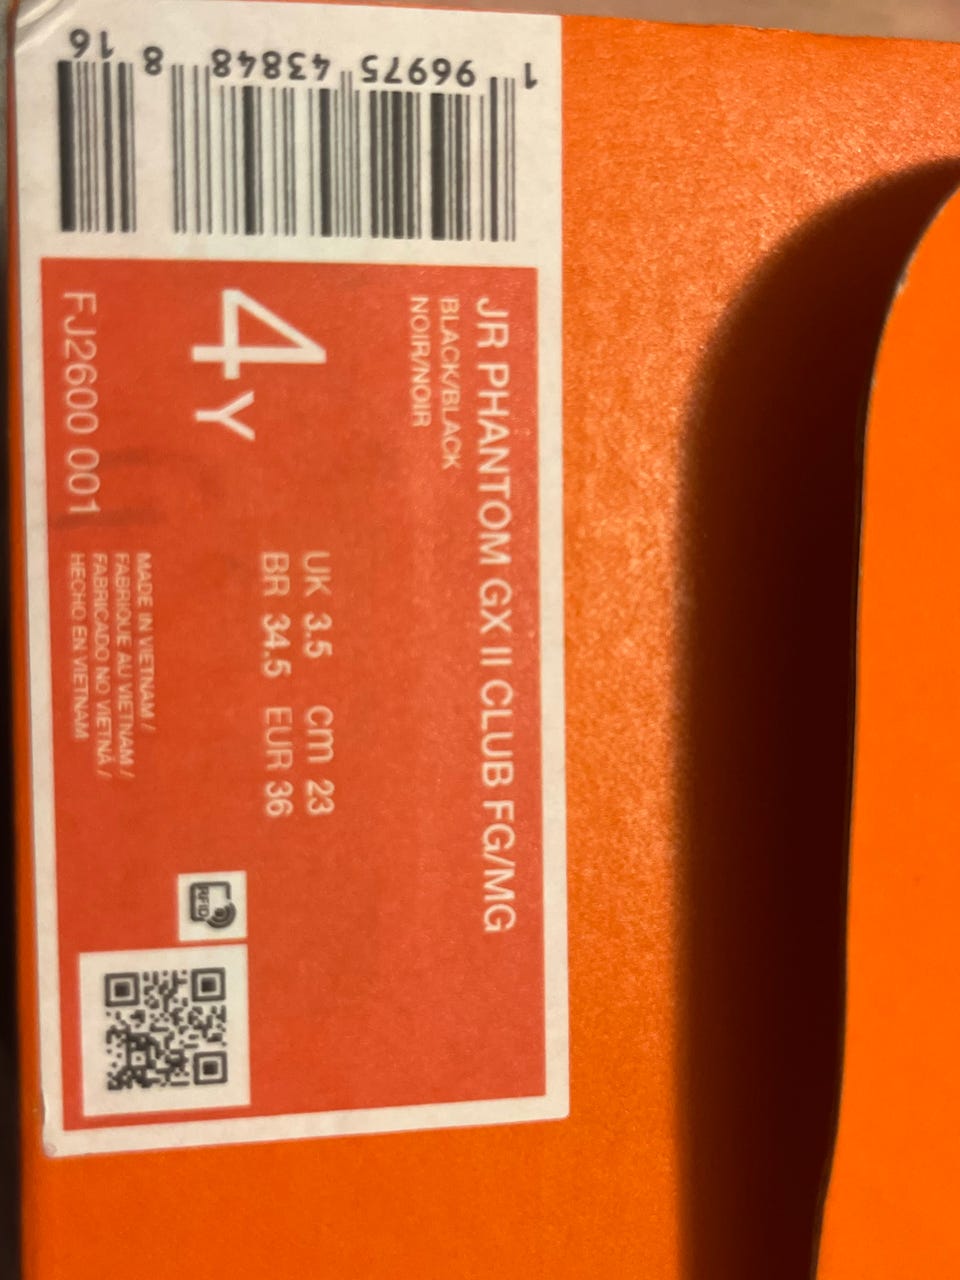 JR PHANTOM GX II CLUB FG/MG
BLACK/BLACK
NOIR/NOIR
4Y
UK 3.5 cm 23
BR 34.5 EUR 36
RFID
FJ2600 001
MADE IN VIETNAM /
FABRIQUE AU VIETNAM /
FABRICADO NO VIETNÃ /
HECHO EN VIETNAM
1 96975 43848 8 16